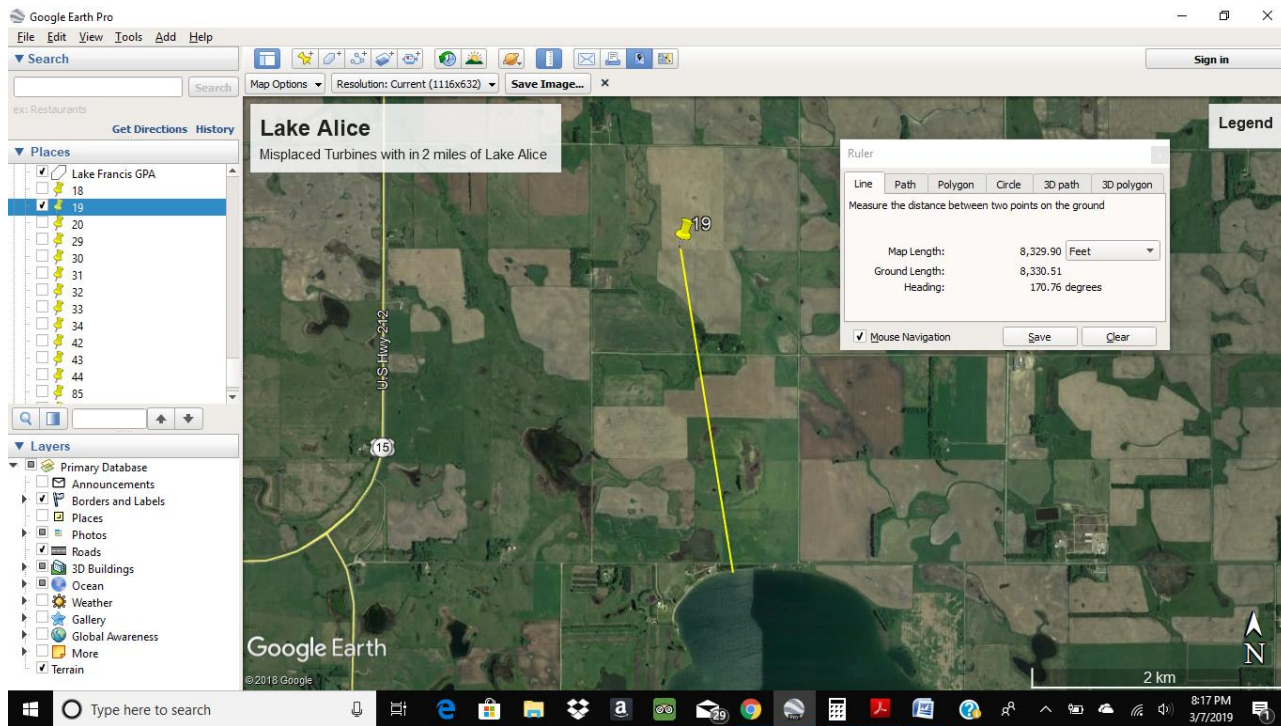 Google Earth Pro
File Edit View Tools Add Help
Search
Search
ex: Restaurants
Get Directions History
Places
Lake Francis GPA
18
19
20
29
30
31
32
33
34
42
43
44
85
Layers
Primary Database
Announcements
Borders and Labels
Places
Photos
Roads
3D Buildings
Ocean
Weather
Gallery
Global Awareness
More
Terrain
Sign in
Map Options Resolution: Current (1116x632) Save Image...
Lake Alice
Misplaced Turbines with in 2 miles of Lake Alice
Legend
19
U.S Hwy 212
15
Ruler
Line Path Polygon Circle 3D path 3D polygon
Measure the distance between two points on the ground
Map Length: 8,329.90 Feet
Ground Length: 8,330.51
Heading: 170.76 degrees
Mouse Navigation Save Clear
Google Earth
©2018 Google
N
2 km
Type here to search
a
29
8:17 PM
3/7/2019